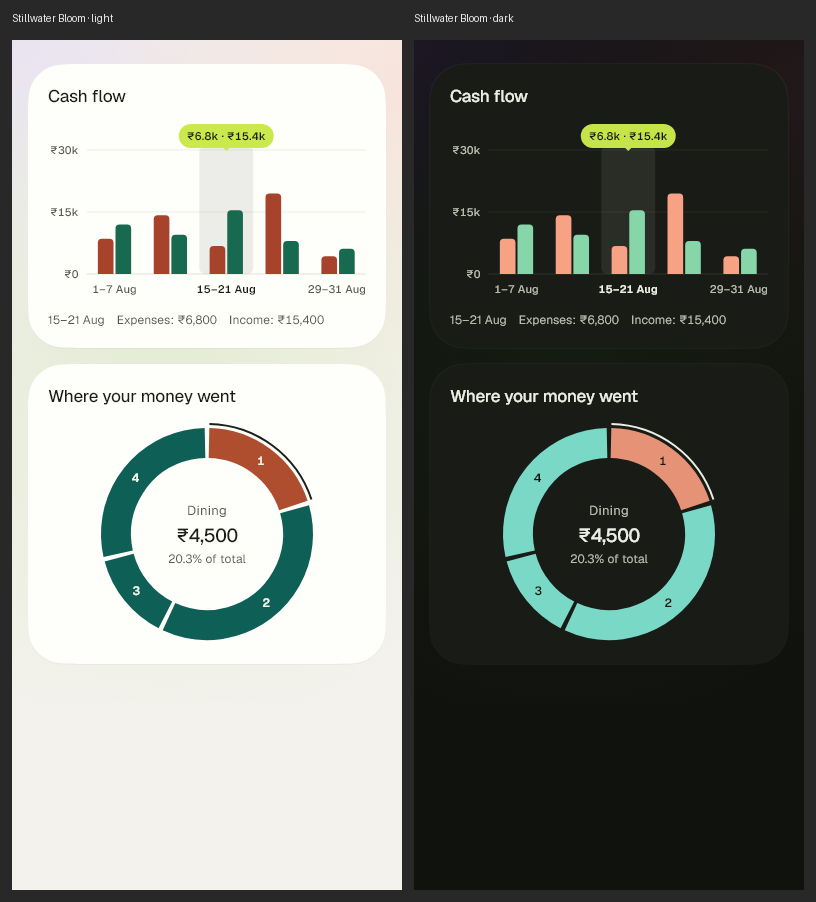 Stillwater Bloom · light
Cash flow
₹6.8k · ₹15.4k
₹30k
₹15k
₹0
1–7 Aug
15–21 Aug
29–31 Aug
15–21 Aug Expenses: ₹6,800 Income: ₹15,400
Where your money went
1
4
Dining
₹4,500
20.3% of total
3
2
Stillwater Bloom · dark
Cash flow
₹6.8k · ₹15.4k
₹30k
₹15k
₹0
1–7 Aug
15–21 Aug
29–31 Aug
15–21 Aug Expenses: ₹6,800 Income: ₹15,400
Where your money went
1
4
Dining
₹4,500
20.3% of total
3
2